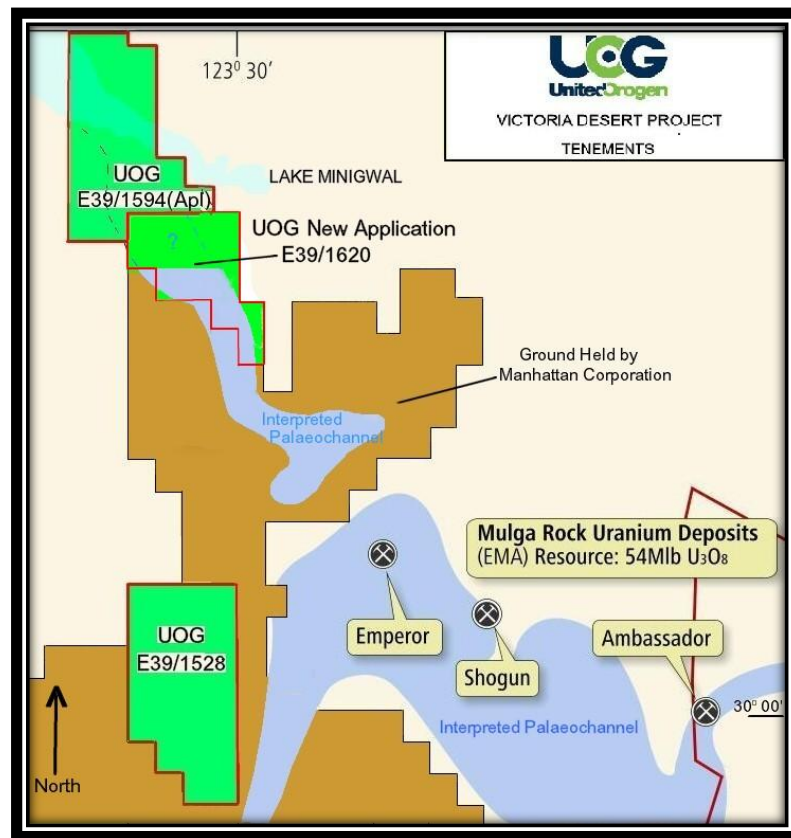 UOG
UnitedOrogen
VICTORIA DESERT PROJECT
TENEMENTS
123⁰ 30'
LAKE MINIGWAL
UOG
E39/1594(Apl)
UOG New Application
E39/1620
?
Ground Held by
Manhattan Corporation
Interpreted
Palaeochannel
Mulga Rock Uranium Deposits
(EMA) Resource: 54Mlb U₃O₈
Emperor
Shogun
Ambassador
UOG
E39/1528
Interpreted Palaeochannel
30⁰ 00'
North